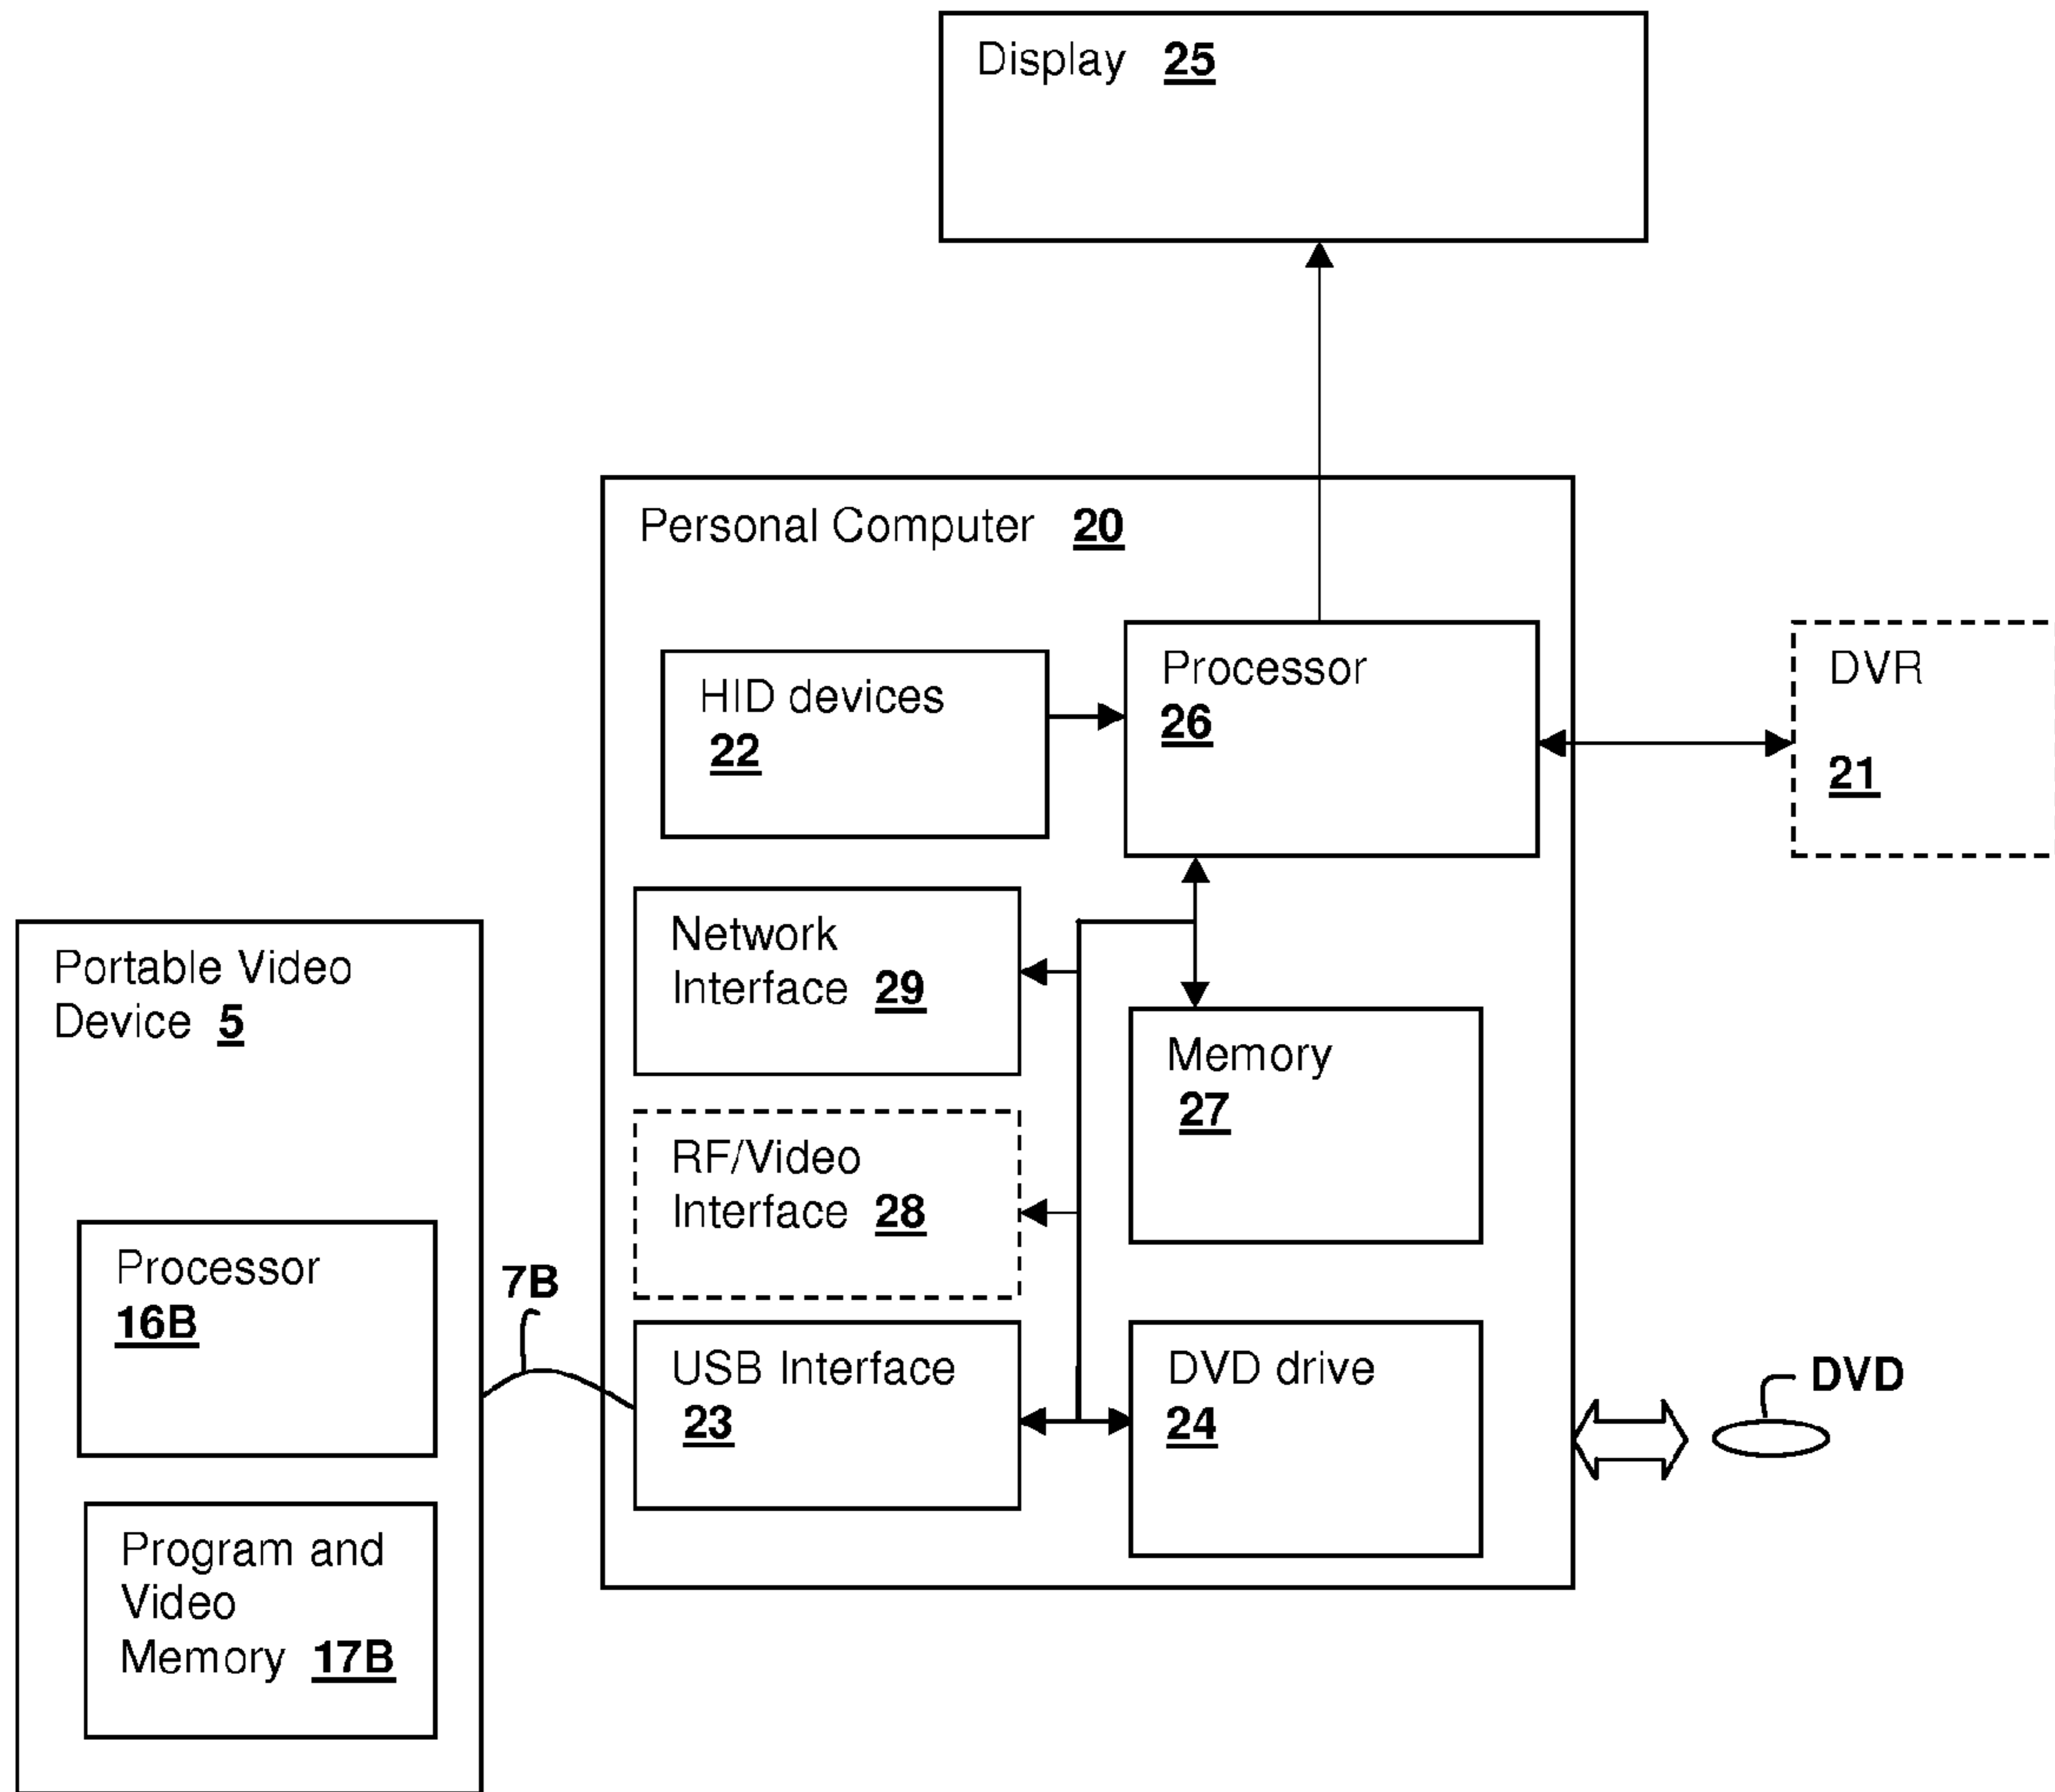 Display 25
Personal Computer 20
HID devices
22
Processor
26
DVR
21
Network
Interface 29
Memory
27
RF/Video
Interface 28
USB Interface
23
DVD drive
24
DVD
7B
Portable Video
Device 5
Processor
16B
Program and
Video
Memory 17B